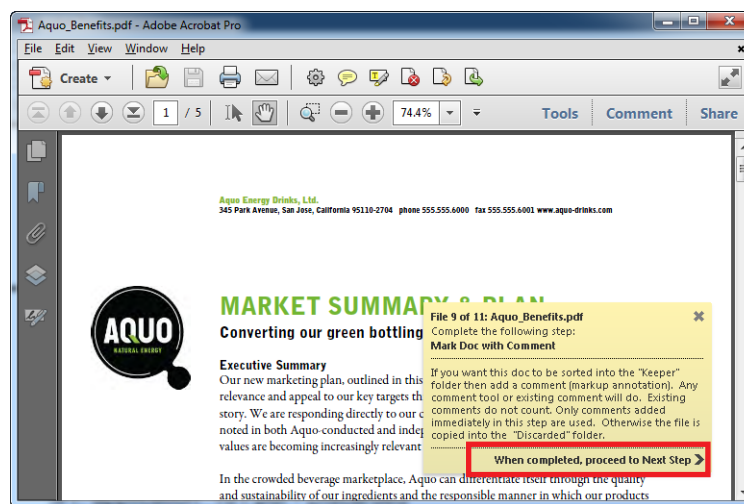 Aquo_Benefits.pdf - Adobe Acrobat Pro
File Edit View Window Help
Create
1 / 5
74.4%
Tools Comment Share
Aquo Energy Drinks, Ltd.
345 Park Avenue, San Jose, California 95110-2704 phone 555.555.6000 fax 555.555.6001 www.aquo-drinks.com
AQUO
NATURAL ENERGY
MARKET SUMMARY & PLAN
Converting our green bottling
Executive Summary
Our new marketing plan, outlined in this
relevance and appeal to our key targets th
story. We are responding directly to our c
noted in both Aquo-conducted and indep
values are becoming increasingly relevant
In the crowded beverage marketplace, Aquo can differentiate itself through the quality
and sustainability of our ingredients and the responsible manner in which our products
File 9 of 11: Aquo_Benefits.pdf
Complete the following step:
Mark Doc with Comment
If you want this doc to be sorted into the "Keeper"
folder then add a comment (markup annotation). Any
comment tool or existing comment will do. Existing
comments do not count. Only comments added
immediately in this step are used. Otherwise the file is
copied into the "Discarded" folder.
When completed, proceed to Next Step